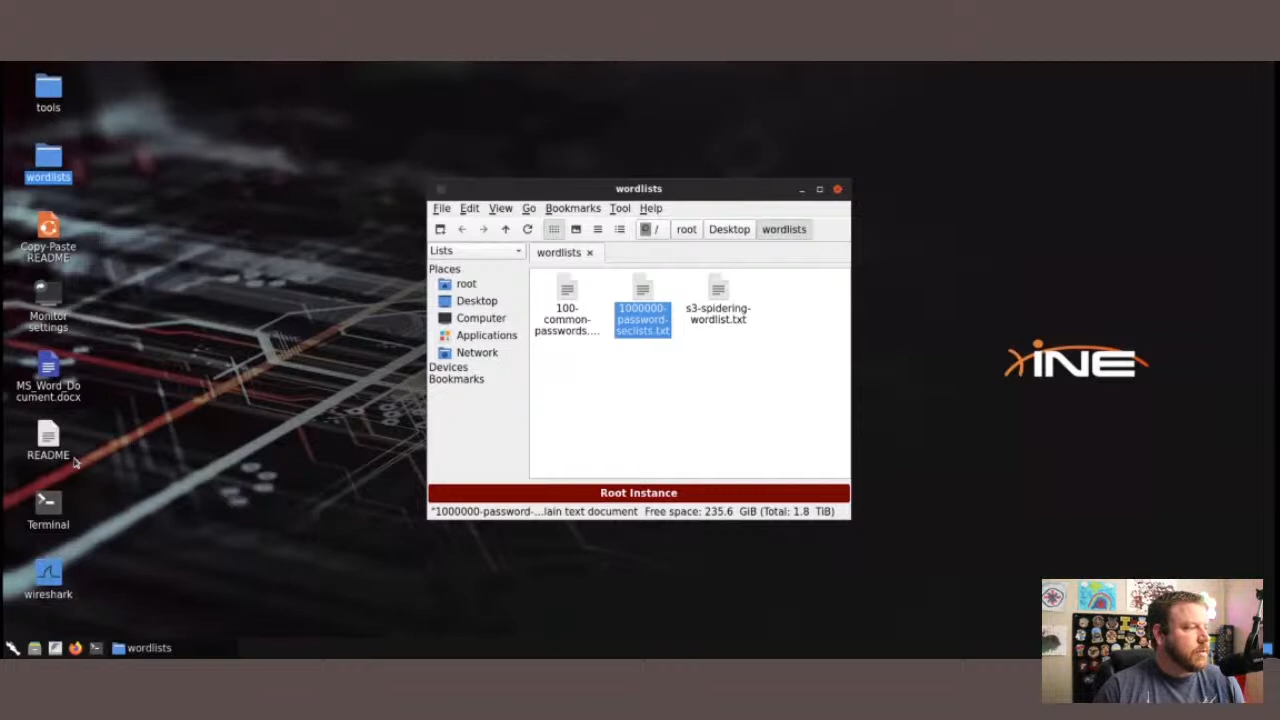 tools
wordlists
Copy-Paste
README
Monitor
settings
MS_Word_Do
cument.docx
README
Terminal
wireshark
wordlists
File Edit View Go Bookmarks Tool Help
/ root Desktop wordlists
Lists
wordlists
Places
root
Desktop
Computer
Applications
Network
Devices
Bookmarks
100-
common-
passwords....
1000000-
password-
seclists.txt
s3-spidering-
wordlist.txt
Root Instance
"1000000-password-...lain text document Free space: 235.6 GiB (Total: 1.8 TiB)
INE
wordlists